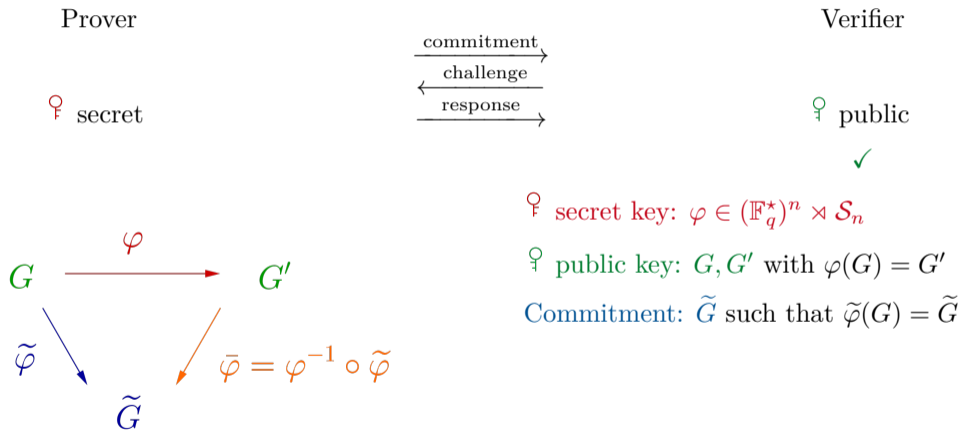 Prover
Verifier
commitment
challenge
response
secret
public
✓
secret key: φ ∈ (𝔽_q^⋆)^n ⋊ 𝒮_n
public key: G, G′ with φ(G) = G′
Commitment: G̃ such that φ̃(G) = G̃
φ
G
G′
φ̃
φ̄ = φ^{−1} ∘ φ̃
G̃